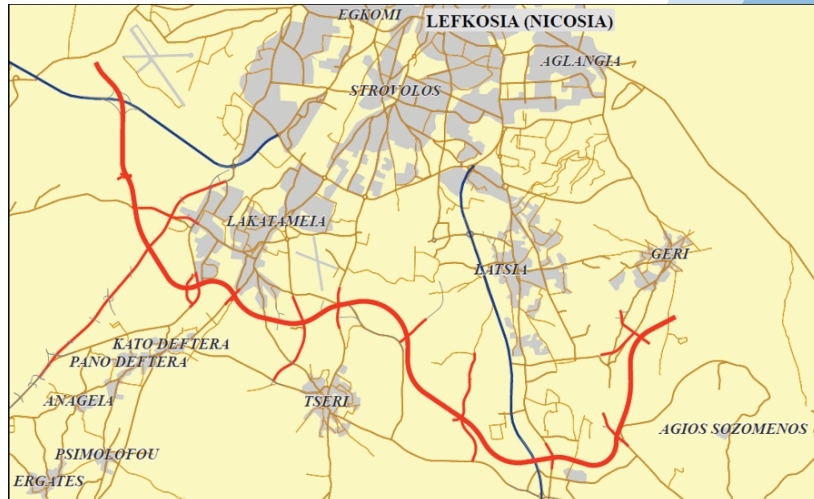 EGKOMI
LEFKOSIA (NICOSIA)
AGLANGIA
STROVOLOS
LAKATAMEIA
LATSIA
GERI
KATO DEFTERA
PANO DEFTERA
ANAGEIA
TSERI
AGIOS SOZOMENOS
PSIMOLOFOU
ERGATES